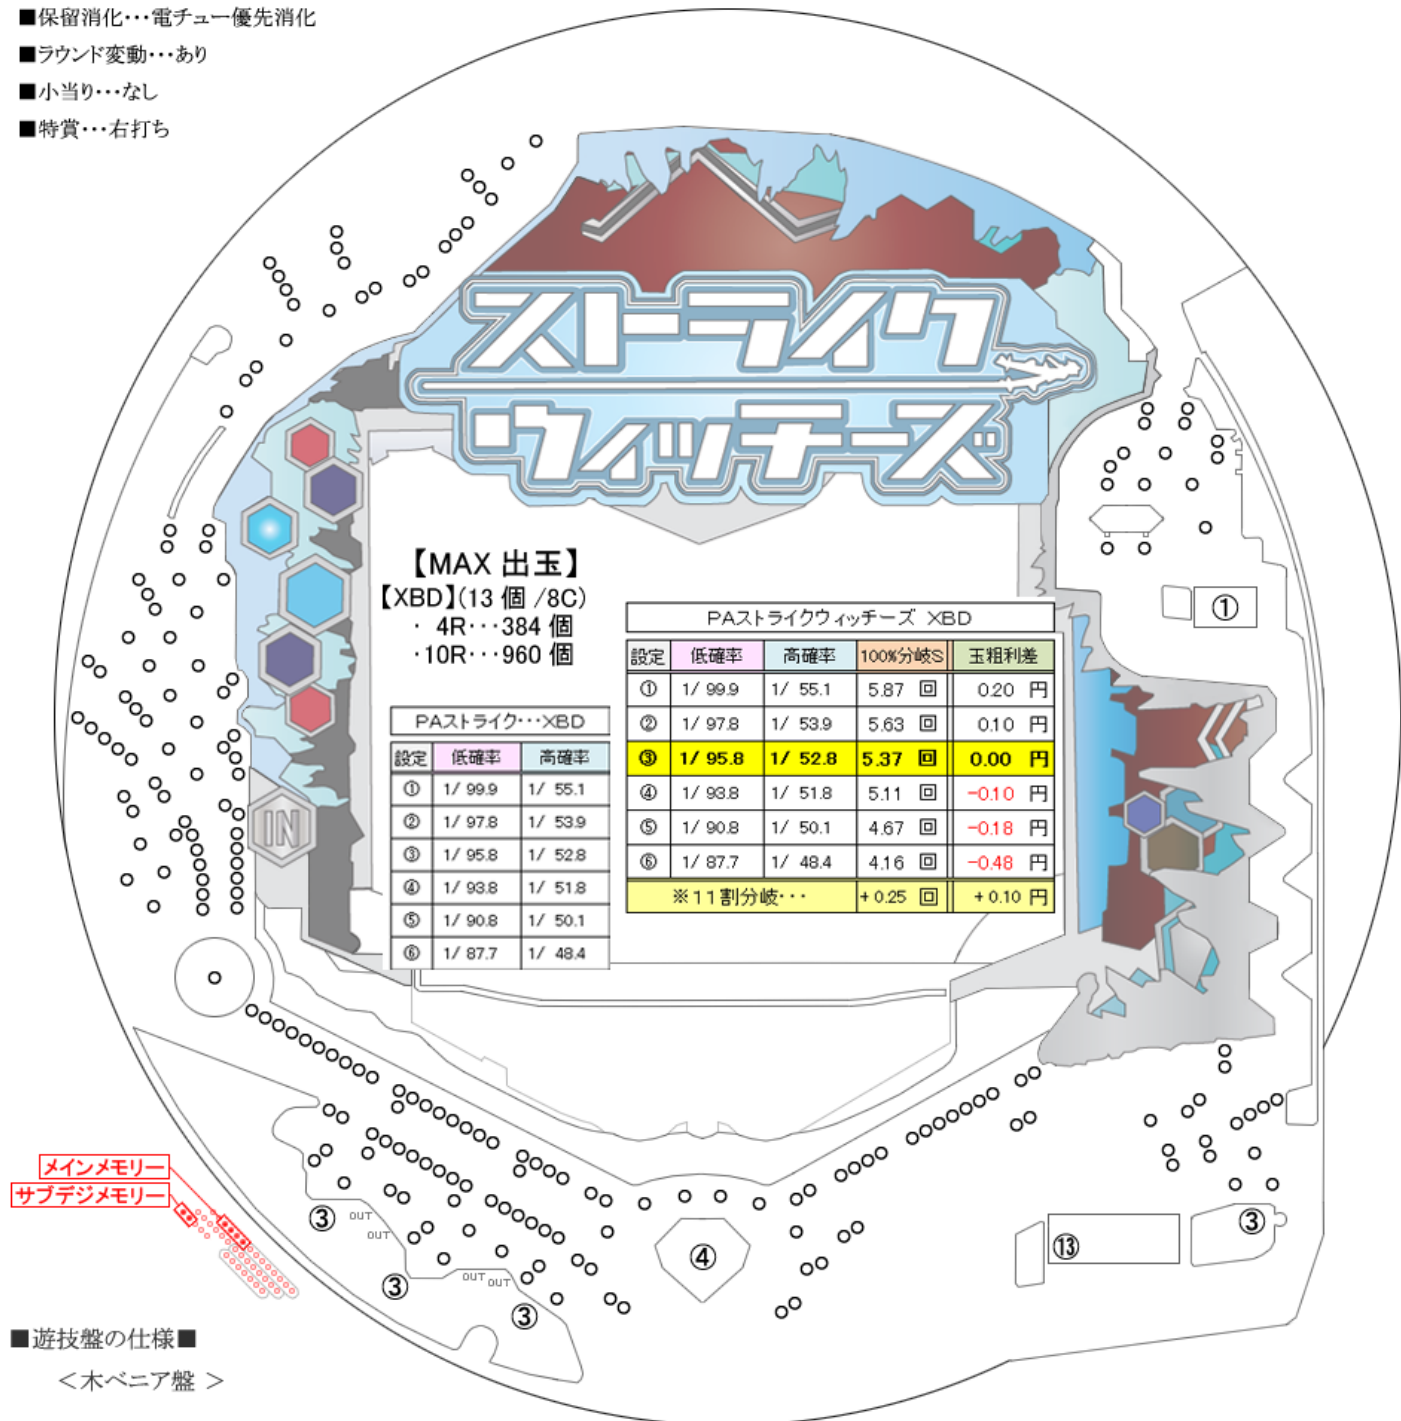 ■保留消化･･･電チュー優先消化
■ラウンド変動･･･あり
■小当り･･･なし
■特賞･･･右打ち
ストライク
ウィッチーズ
【MAX 出玉】
【XBD】(13 個 /8C)
・ 4R･･･384 個
・10R･･･960 個
①
PAストライクウィッチーズ XBD
設定 低確率 高確率 100%分岐S 玉粗利差
① 1/ 99.9 1/ 55.1 5.87 回 0.20 円
② 1/ 97.8 1/ 53.9 5.63 回 0.10 円
③ 1/ 95.8 1/ 52.8 5.37 回 0.00 円
④ 1/ 93.8 1/ 51.8 5.11 回 -0.10 円
⑤ 1/ 90.8 1/ 50.1 4.67 回 -0.18 円
⑥ 1/ 87.7 1/ 48.4 4.16 回 -0.48 円
※11割分岐･･･ +0.25 回 +0.10 円
PAストライク･･･XBD
設定 低確率 高確率
① 1/ 99.9 1/ 55.1
② 1/ 97.8 1/ 53.9
③ 1/ 95.8 1/ 52.8
④ 1/ 93.8 1/ 51.8
⑤ 1/ 90.8 1/ 50.1
⑥ 1/ 87.7 1/ 48.4
IN
メインメモリー
サブデジメモリー
③
OUT
OUT
③
OUT
OUT
③
④
⑬
③
■遊技盤の仕様■
＜木ベニア盤 ＞